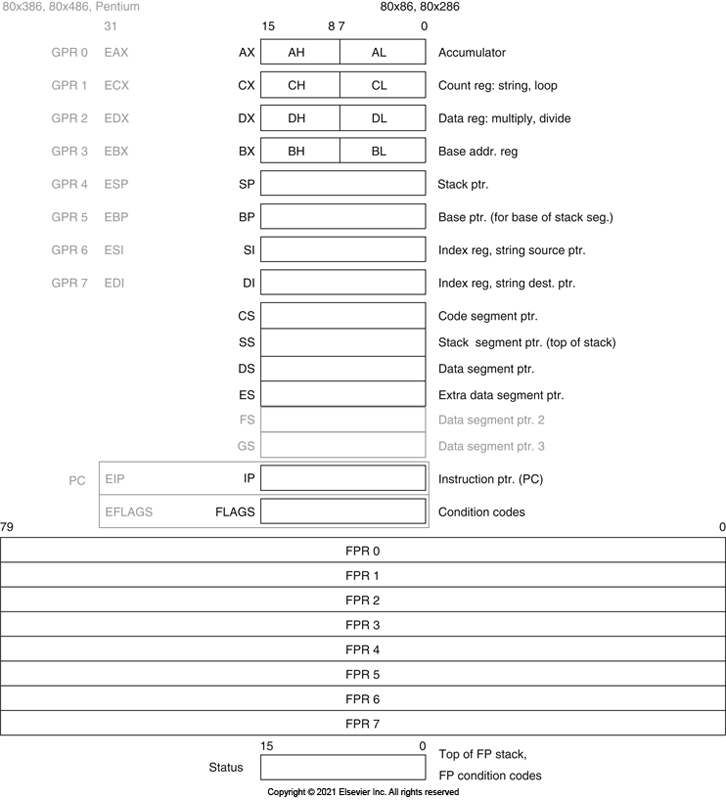 80x386, 80x486, Pentium 80x86, 80x286
31 15 8 7 0
GPR 0 EAX AX AH AL Accumulator
GPR 1 ECX CX CH CL Count reg: string, loop
GPR 2 EDX DX DH DL Data reg: multiply, divide
GPR 3 EBX BX BH BL Base addr. reg
GPR 4 ESP SP Stack ptr.
GPR 5 EBP BP Base ptr. (for base of stack seg.)
GPR 6 ESI SI Index reg, string source ptr.
GPR 7 EDI DI Index reg, string dest. ptr.
CS Code segment ptr.
SS Stack segment ptr. (top of stack)
DS Data segment ptr.
ES Extra data segment ptr.
FS Data segment ptr. 2
GS Data segment ptr. 3
PC EIP IP Instruction ptr. (PC)
EFLAGS FLAGS Condition codes
79 0
FPR 0
FPR 1
FPR 2
FPR 3
FPR 4
FPR 5
FPR 6
FPR 7
15 0
Status Top of FP stack,
FP condition codes
Copyright © 2021 Elsevier Inc. All rights reserved